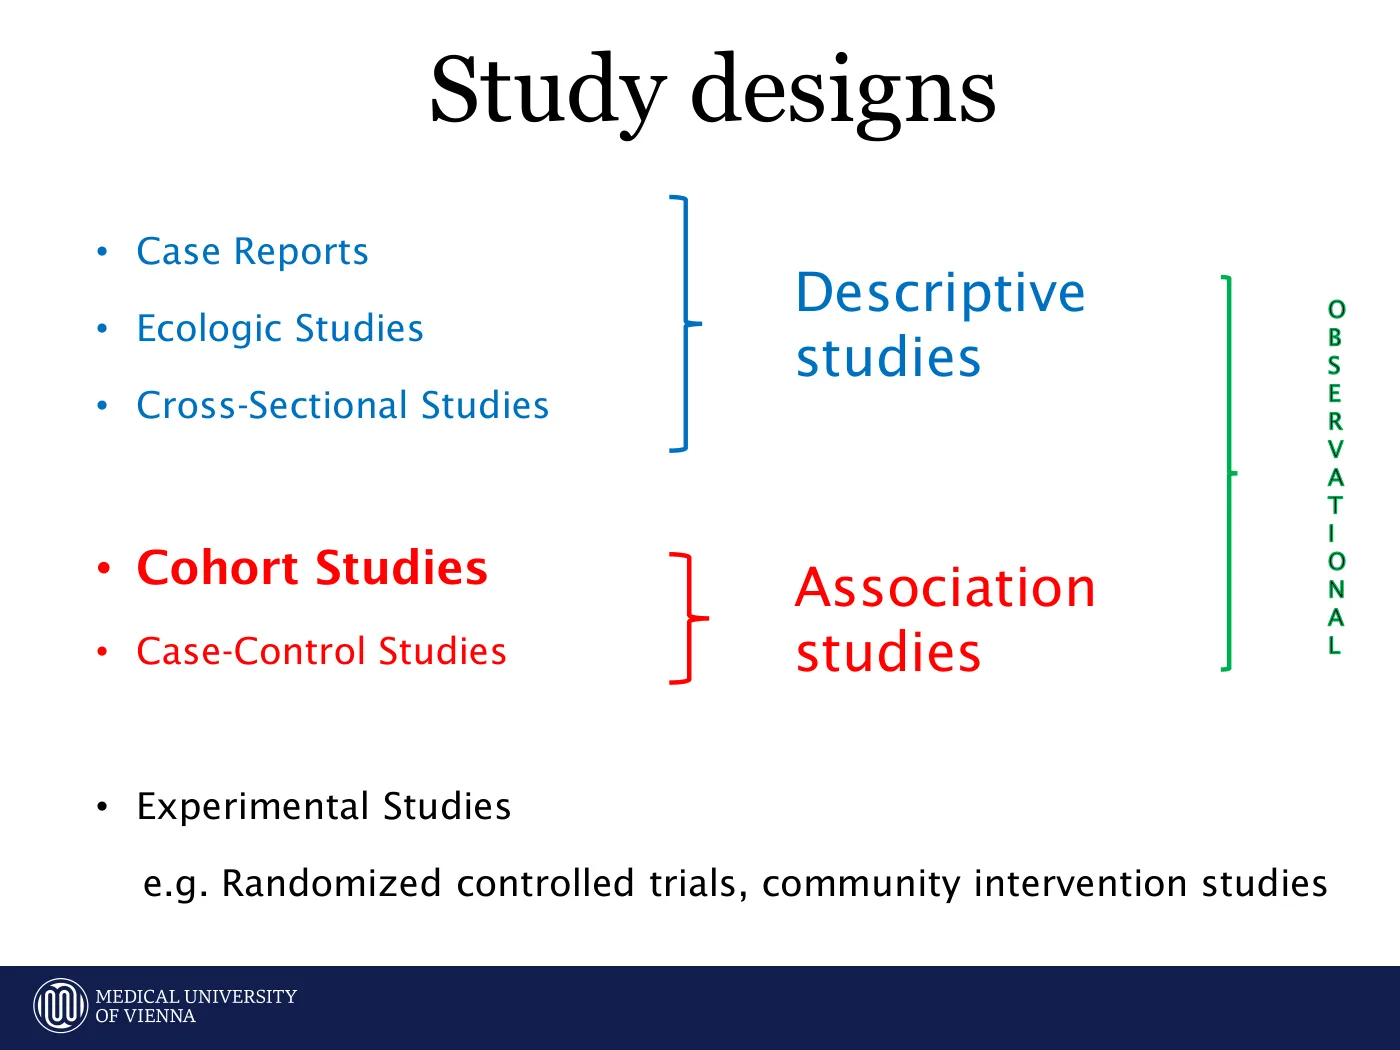 Study designs
• Case Reports
• Ecologic Studies
• Cross-Sectional Studies
Descriptive
studies
• Cohort Studies
• Case-Control Studies
Association
studies
OBSERVATIONAL
• Experimental Studies
e.g. Randomized controlled trials, community intervention studies
MEDICAL UNIVERSITY
OF VIENNA